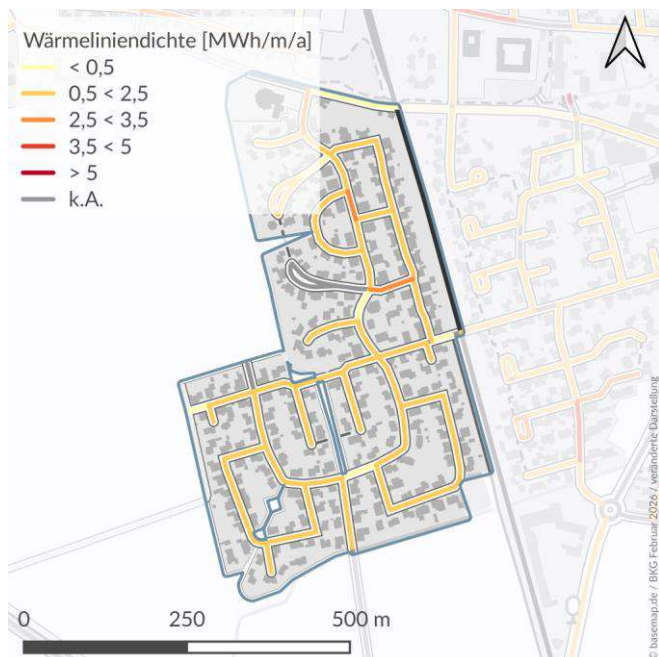 Wärmeliniendichte [MWh/m/a]
< 0,5
0,5 < 2,5
2,5 < 3,5
3,5 < 5
> 5
k.A.
0 250 500 m
© basemap.de / BKG Februar 2026 / veränderte Darstellung